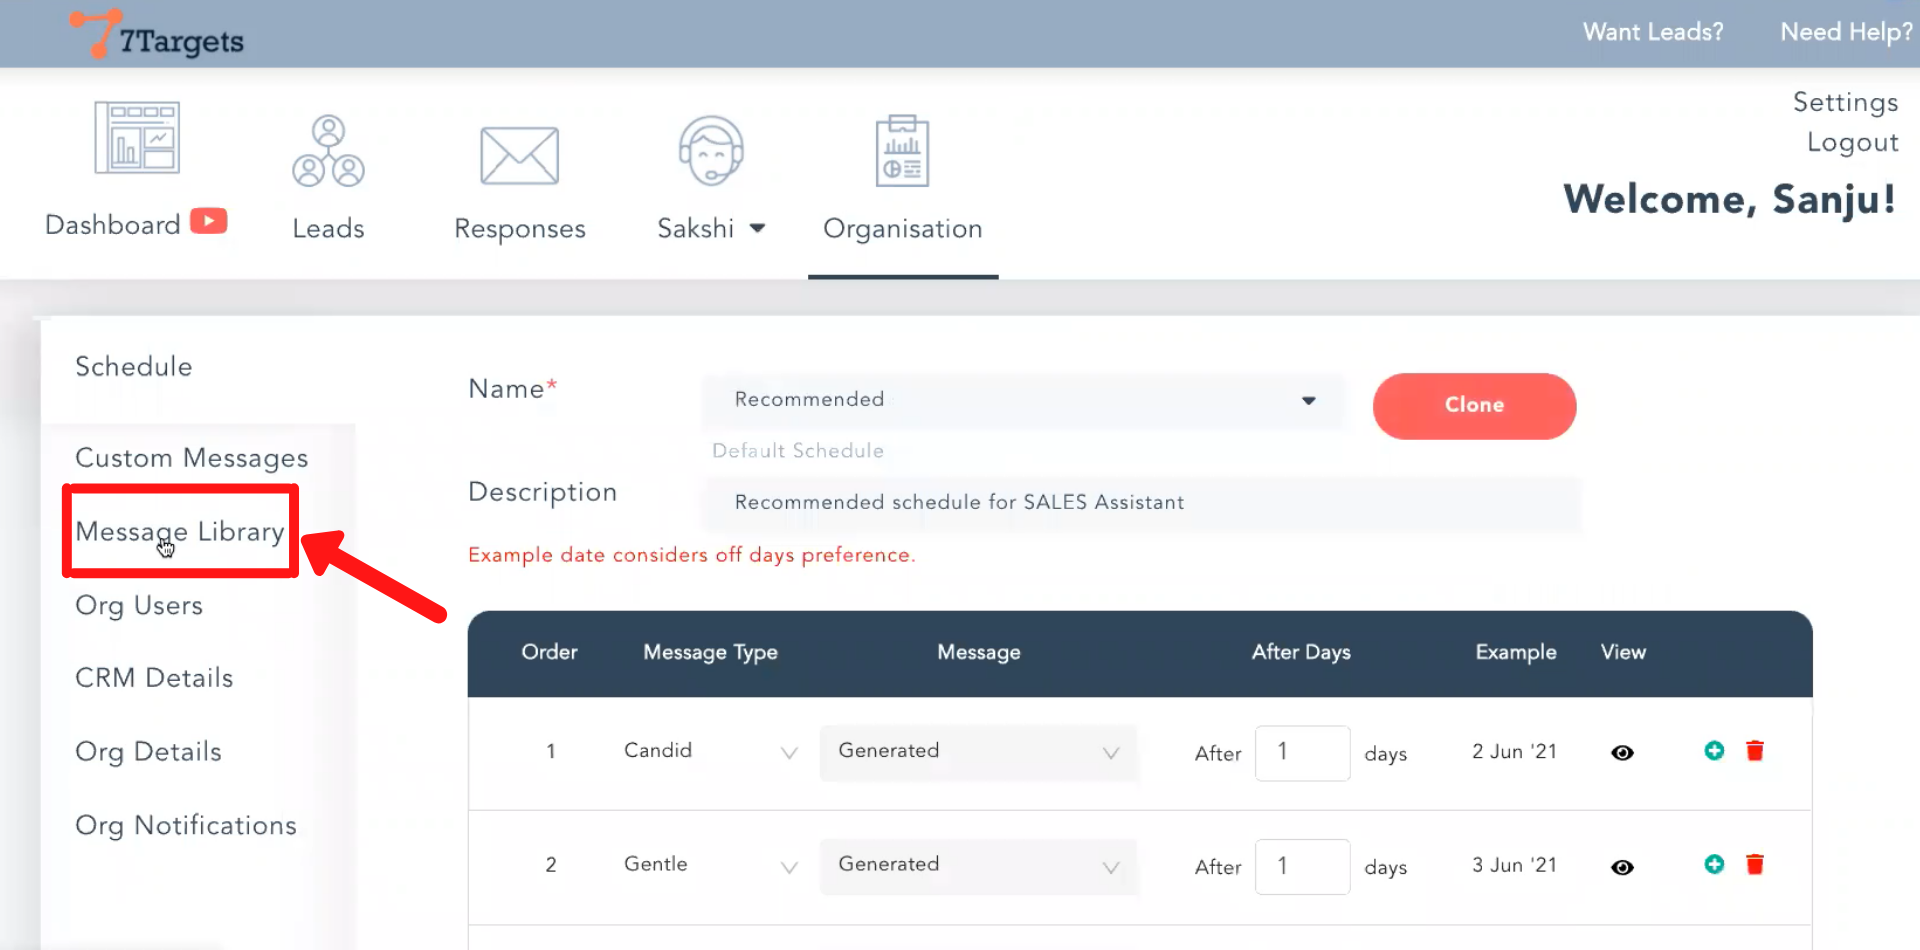 7Targets
Want Leads? Need Help?
Settings
Logout
Welcome, Sanju!
Dashboard Leads Responses Sakshi Organisation
Schedule
Custom Messages
Message Library
Org Users
CRM Details
Org Details
Org Notifications
Name* Recommended Clone
Default Schedule
Description Recommended schedule for SALES Assistant
Example date considers off days preference.
Order Message Type Message After Days Example View
1 Candid Generated After 1 days 2 Jun '21
2 Gentle Generated After 1 days 3 Jun '21